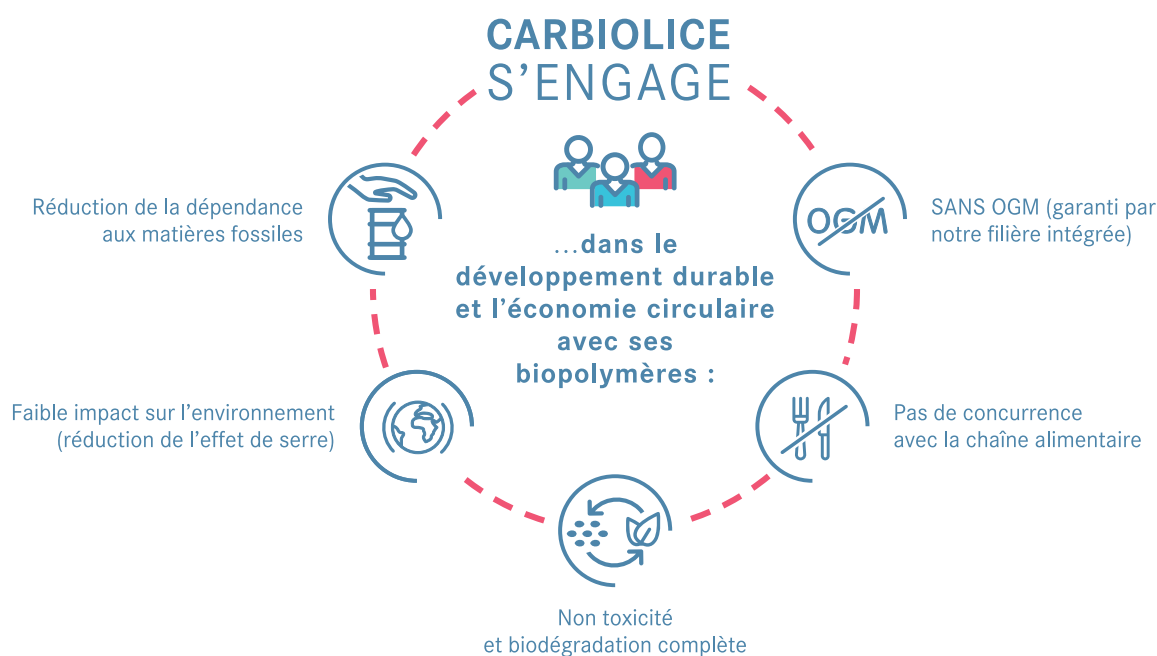 CARBIOLICE
S’ENGAGE
...dans le
développement durable
et l’économie circulaire
avec ses
biopolymères :
Réduction de la dépendance
aux matières fossiles
OGM
SANS OGM (garanti par
notre filière intégrée)
Faible impact sur l’environnement
(réduction de l’effet de serre)
Pas de concurrence
avec la chaîne alimentaire
Non toxicité
et biodégradation complète